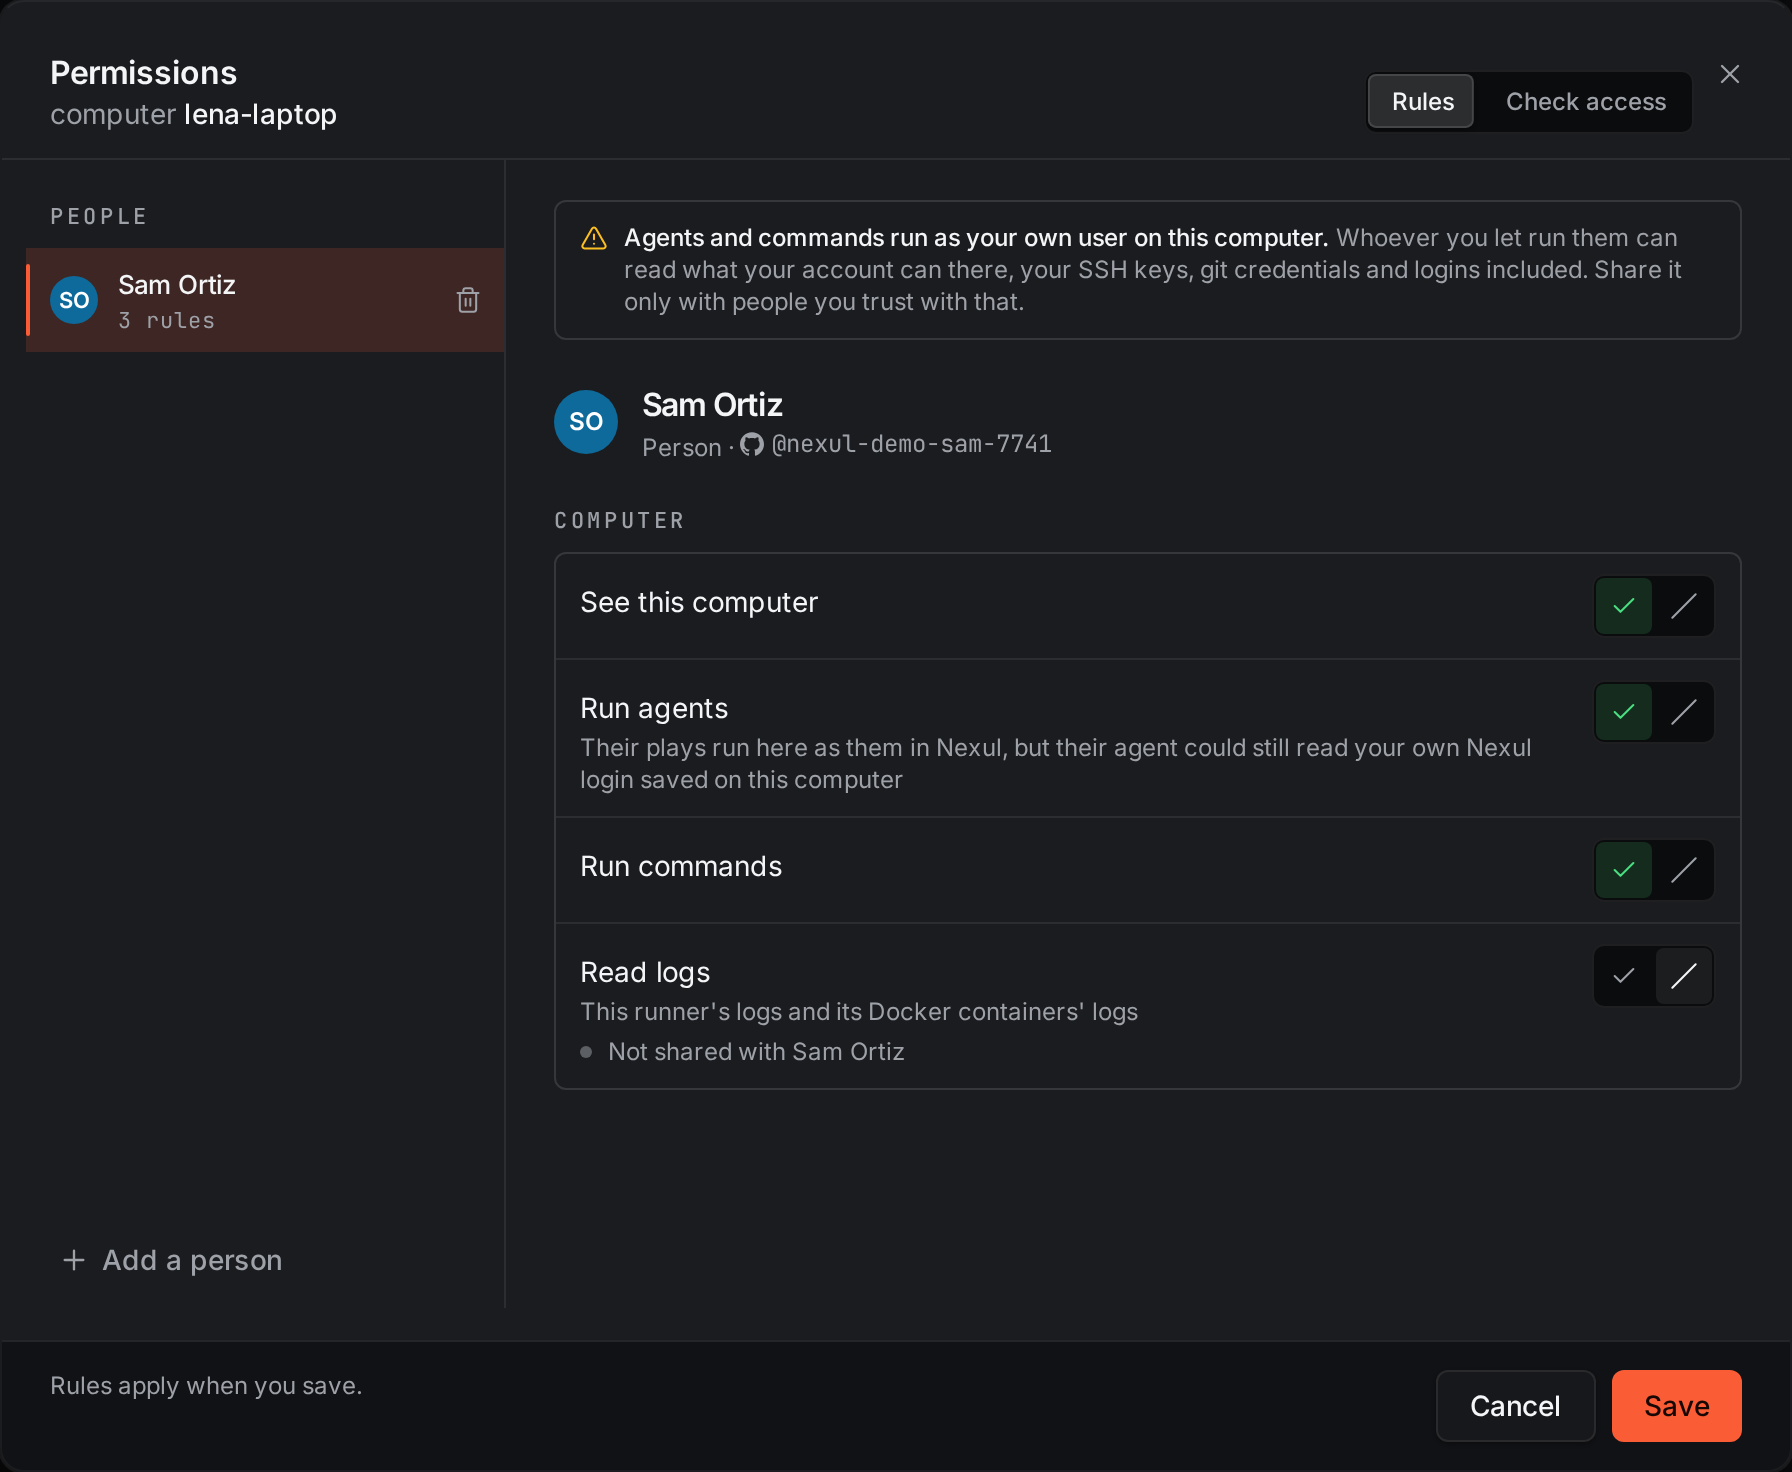 Permissions
computer lena-laptop
Rules
Check access
PEOPLE
SO
Sam Ortiz
3 rules
Add a person
Agents and commands run as your own user on this computer. Whoever you let run them can
read what your account can there, your SSH keys, git credentials and logins included. Share it
only with people you trust with that.
SO
Sam Ortiz
Person · @nexul-demo-sam-7741
COMPUTER
See this computer
Run agents
Their plays run here as them in Nexul, but their agent could still read your own Nexul
login saved on this computer
Run commands
Read logs
This runner's logs and its Docker containers' logs
Not shared with Sam Ortiz
Rules apply when you save.
Cancel
Save